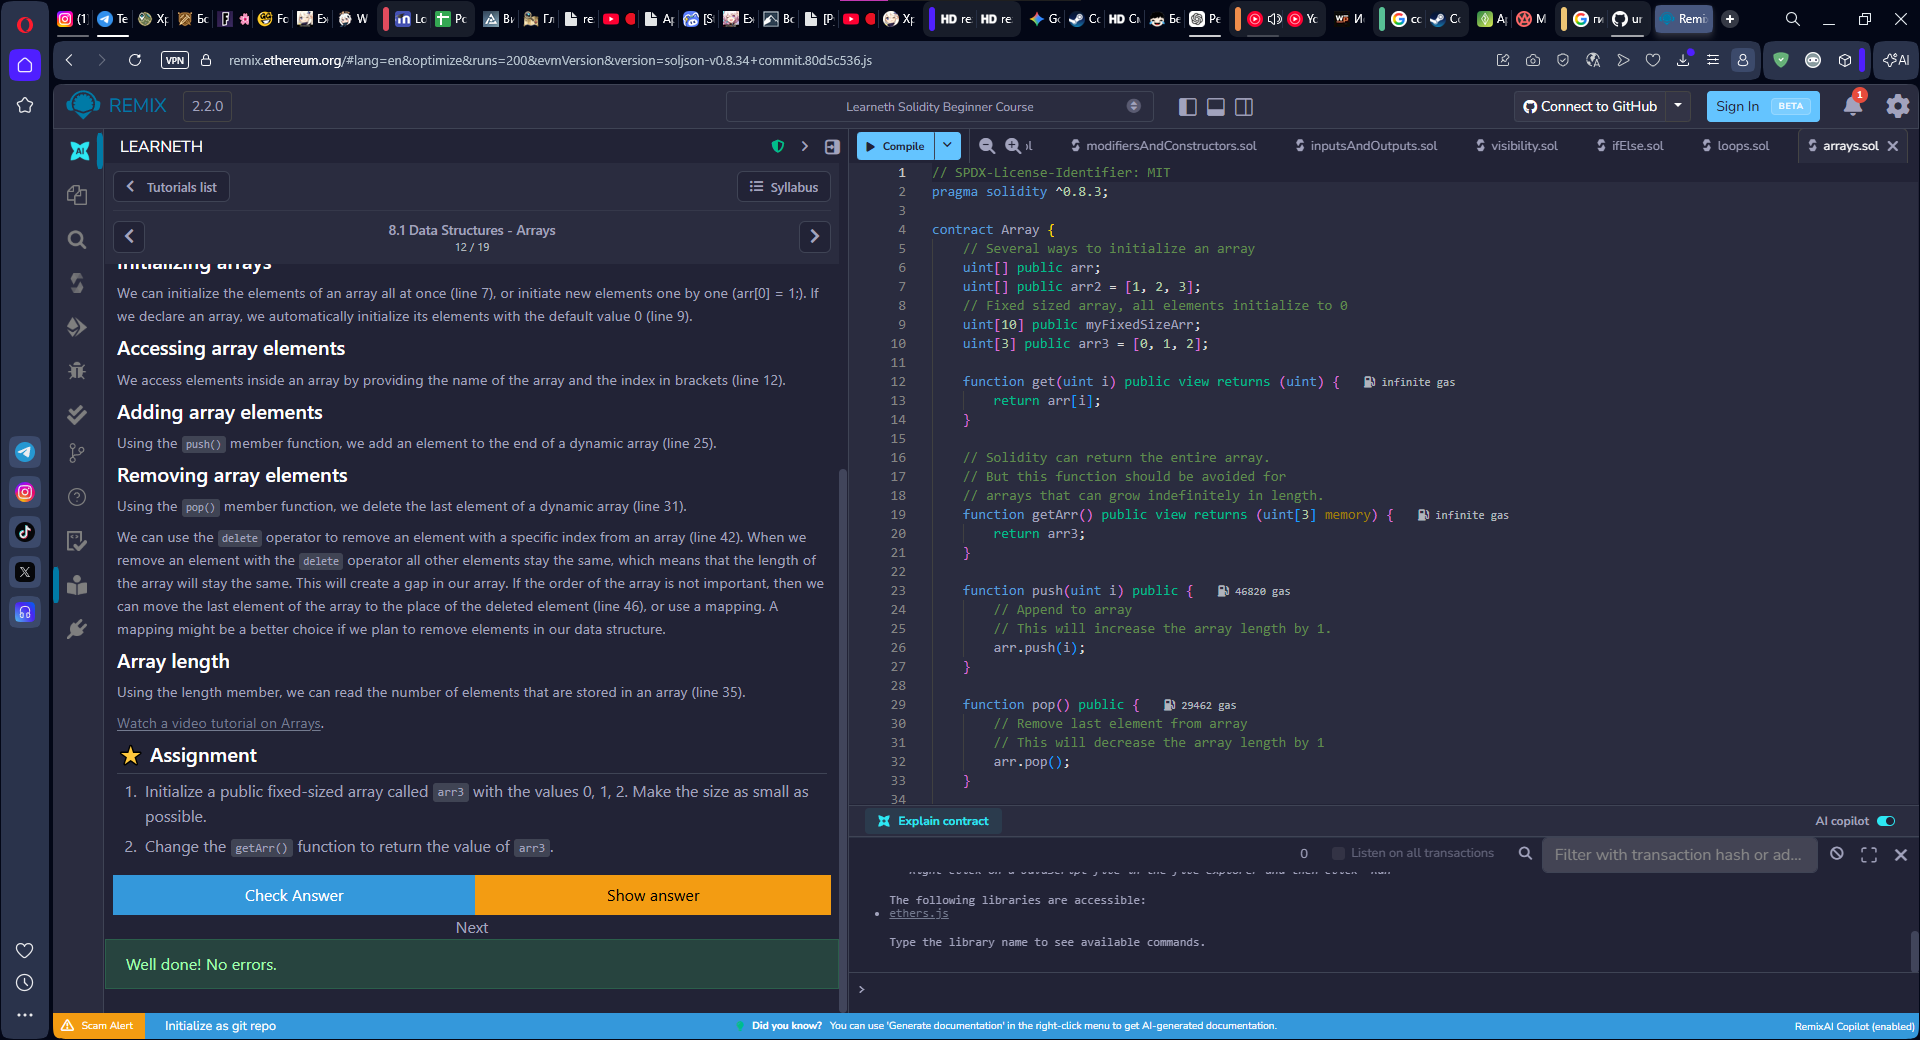 remix.ethereum.org/#lang=en&optimize&runs=200&evmVersion&version=soljson-v0.8.34+commit.80d5c536.js
VPN
AI
REMIX
2.2.0
Learneth Solidity Beginner Course
Connect to GitHub
Sign In BETA
1
LEARNETH
Tutorials list
Syllabus
8.1 Data Structures - Arrays
12 / 19
Initializing arrays
We can initialize the elements of an array all at once (line 7), or initiate new elements one by one (arr[0] = 1;). If
we declare an array, we automatically initialize its elements with the default value 0 (line 9).
Accessing array elements
We access elements inside an array by providing the name of the array and the index in brackets (line 12).
Adding array elements
Using the push() member function, we add an element to the end of a dynamic array (line 25).
Removing array elements
Using the pop() member function, we delete the last element of a dynamic array (line 31).
We can use the delete operator to remove an element with a specific index from an array (line 42). When we
remove an element with the delete operator all other elements stay the same, which means that the length of
the array will stay the same. This will create a gap in our array. If the order of the array is not important, then we
can move the last element of the array to the place of the deleted element (line 46), or use a mapping. A
mapping might be a better choice if we plan to remove elements in our data structure.
Array length
Using the length member, we can read the number of elements that are stored in an array (line 35).
Watch a video tutorial on Arrays.
Assignment
1. Initialize a public fixed-sized array called arr3 with the values 0, 1, 2. Make the size as small as
possible.
2. Change the getArr() function to return the value of arr3.
Check Answer
Show answer
Next
Well done! No errors.
Compile
modifiersAndConstructors.sol
inputsAndOutputs.sol
visibility.sol
ifElse.sol
loops.sol
arrays.sol
1 // SPDX-License-Identifier: MIT
2 pragma solidity ^0.8.3;
3
4 contract Array {
5 // Several ways to initialize an array
6 uint[] public arr;
7 uint[] public arr2 = [1, 2, 3];
8 // Fixed sized array, all elements initialize to 0
9 uint[10] public myFixedSizeArr;
10 uint[3] public arr3 = [0, 1, 2];
11
12 function get(uint i) public view returns (uint) { infinite gas
13 return arr[i];
14 }
15
16 // Solidity can return the entire array.
17 // But this function should be avoided for
18 // arrays that can grow indefinitely in length.
19 function getArr() public view returns (uint[3] memory) { infinite gas
20 return arr3;
21 }
22
23 function push(uint i) public { 46820 gas
24 // Append to array
25 // This will increase the array length by 1.
26 arr.push(i);
27 }
28
29 function pop() public { 29462 gas
30 // Remove last element from array
31 // This will decrease the array length by 1
32 arr.pop();
33 }
34
Explain contract
AI copilot
0
Listen on all transactions
Filter with transaction hash or ad...
The following libraries are accessible:
ethers.js
Type the library name to see available commands.
>
Scam Alert
Initialize as git repo
Did you know? You can use 'Generate documentation' in the right-click menu to get AI-generated documentation.
RemixAI Copilot (enabled)